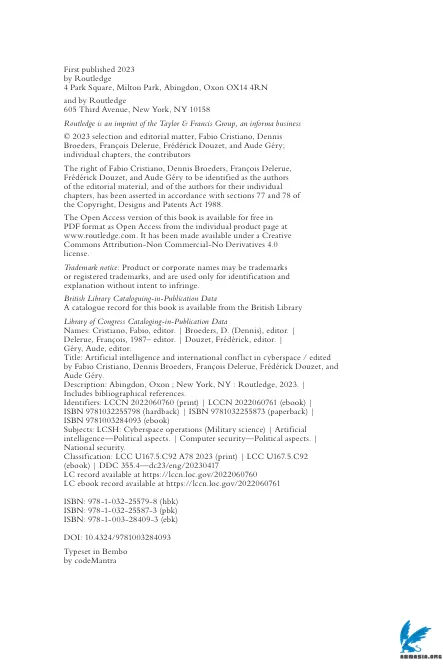 First published 2023
by Routledge
4 Park Square, Milton Park, Abingdon, Oxon OX14 4RN
and by Routledge
605 Third Avenue, New York, NY 10158
Routledge is an imprint of the Taylor & Francis Group, an informa business
© 2023 selection and editorial matter, Fabio Cristiano, Dennis
Broeders, François Delerue, Frédérick Douzet, and Aude Géry;
individual chapters, the contributors
The right of Fabio Cristiano, Dennis Broeders, François Delerue,
Frédérick Douzet, and Aude Géry to be identified as the authors
of the editorial material, and of the authors for their individual
chapters, has been asserted in accordance with sections 77 and 78 of
the Copyright, Designs and Patents Act 1988.
The Open Access version of this book is available for free in
PDF format as Open Access from the individual product page at
www.routledge.com. It has been made available under a Creative
Commons Attribution-Non Commercial-No Derivatives 4.0
license.
Trademark notice: Product or corporate names may be trademarks
or registered trademarks, and are used only for identification and
explanation without intent to infringe.
British Library Cataloguing-in-Publication Data
A catalogue record for this book is available from the British Library
Library of Congress Cataloging-in-Publication Data
Names: Cristiano, Fabio, editor. | Broeders, D. (Dennis), editor. |
Delerue, François, 1987– editor. | Douzet, Frédérick, editor. |
Géry, Aude, editor.
Title: Artificial intelligence and international conflict in cyberspace / edited
by Fabio Cristiano, Dennis Broeders, François Delerue, Frédérick Douzet, and
Aude Géry.
Description: Abingdon, Oxon ; New York, NY : Routledge, 2023. |
Includes bibliographical references.
Identifiers: LCCN 2022060760 (print) | LCCN 2022060761 (ebook) |
ISBN 9781032255798 (hardback) | ISBN 9781032255873 (paperback) |
ISBN 9781003284093 (ebook)
Subjects: LCSH: Cyberspace operations (Military science) | Artificial
intelligence—Political aspects. | Computer security—Political aspects. |
National security.
Classification: LCC U167.5.C92 A78 2023 (print) | LCC U167.5.C92
(ebook) | DDC 355.4—dc23/eng/20230417
LC record available at https://lccn.loc.gov/2022060760
LC ebook record available at https://lccn.loc.gov/2022060761
ISBN: 978-1-032-25579-8 (hbk)
ISBN: 978-1-032-25587-3 (pbk)
ISBN: 978-1-003-28409-3 (ebk)
DOI: 10.4324/9781003284093
Typeset in Bembo
by codeMantra